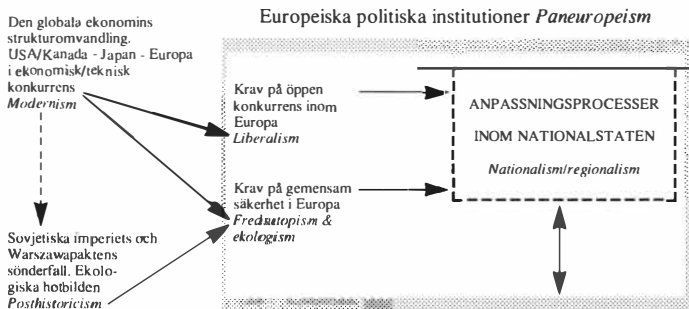 Europeiska politiska institutioner Paneuropeism
Den globala ekonomins
strukturomvandling.
USA/Kanada - Japan - Europa
i ekonomisk/teknisk
konkurrens
Modernism
Krav på öppen
konkurrens inom
Europa
Liberalism
ANPASSNINGSPROCESSER
INOM NATIONALSTATEN
Nationalism/regionalism
Krav på gemensam
säkerhet i Europa
Fredsutopism &
ekologism
Sovjetiska imperiets och
Warszawapaktens
sönderfall. Ekolo-
giska hotbilden
Posthistoricism